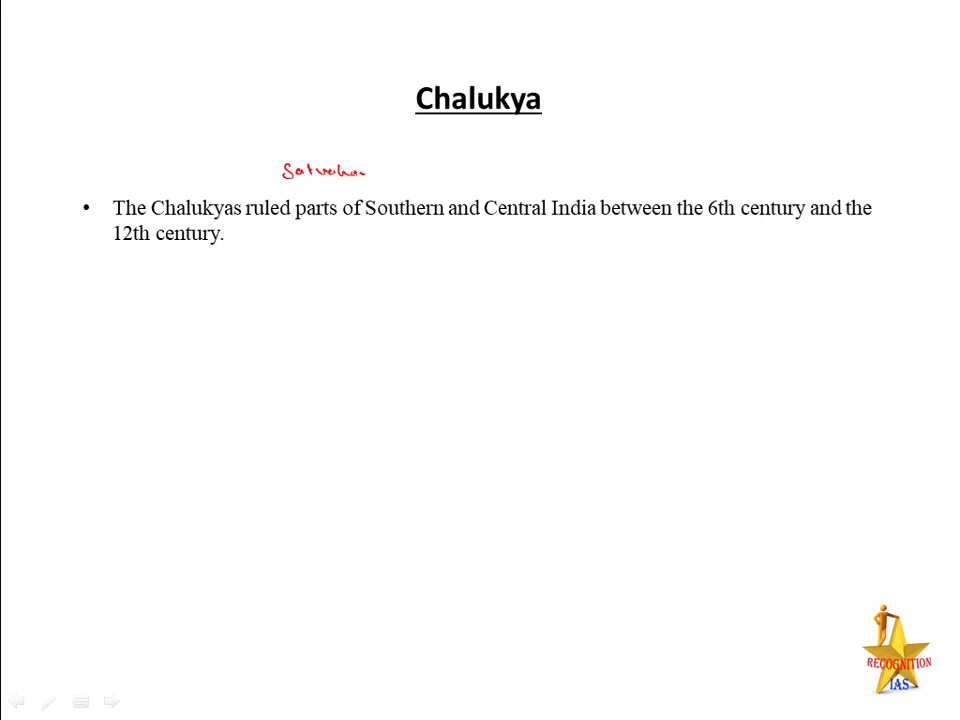 Chalukya
Satvahan
• The Chalukyas ruled parts of Southern and Central India between the 6th century and the
12th century.
RECOGNITION
IAS